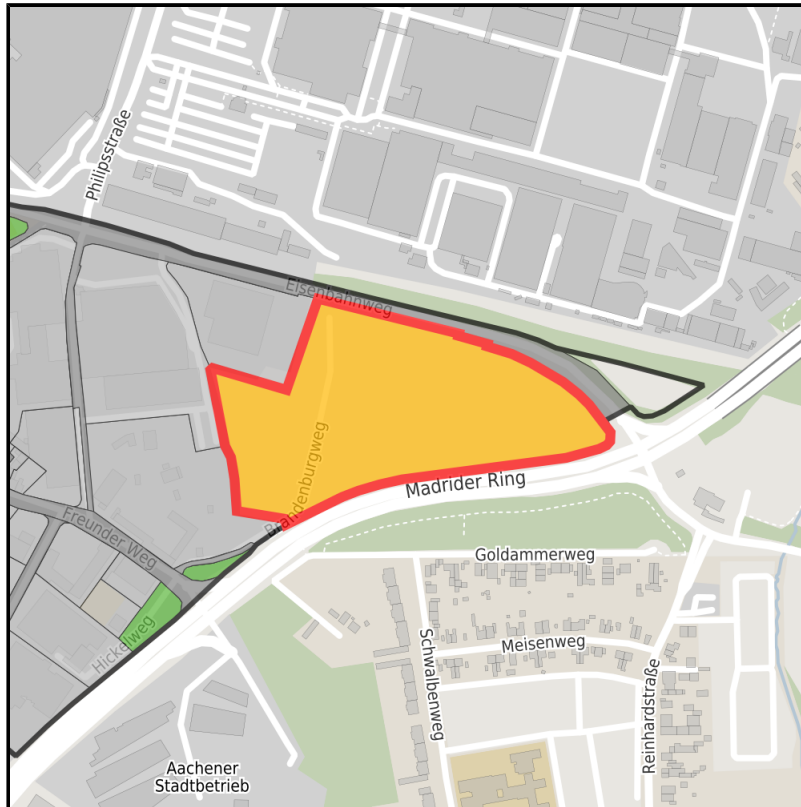 Philipsstraße
Eisenbahnweg
Brandenburgweg
Madrider Ring
Freunder Weg
Goldammerweg
Hickelweg
Schwalbenweg
Meisenweg
Reinhardstraße
Aachener
Stadtbetrieb